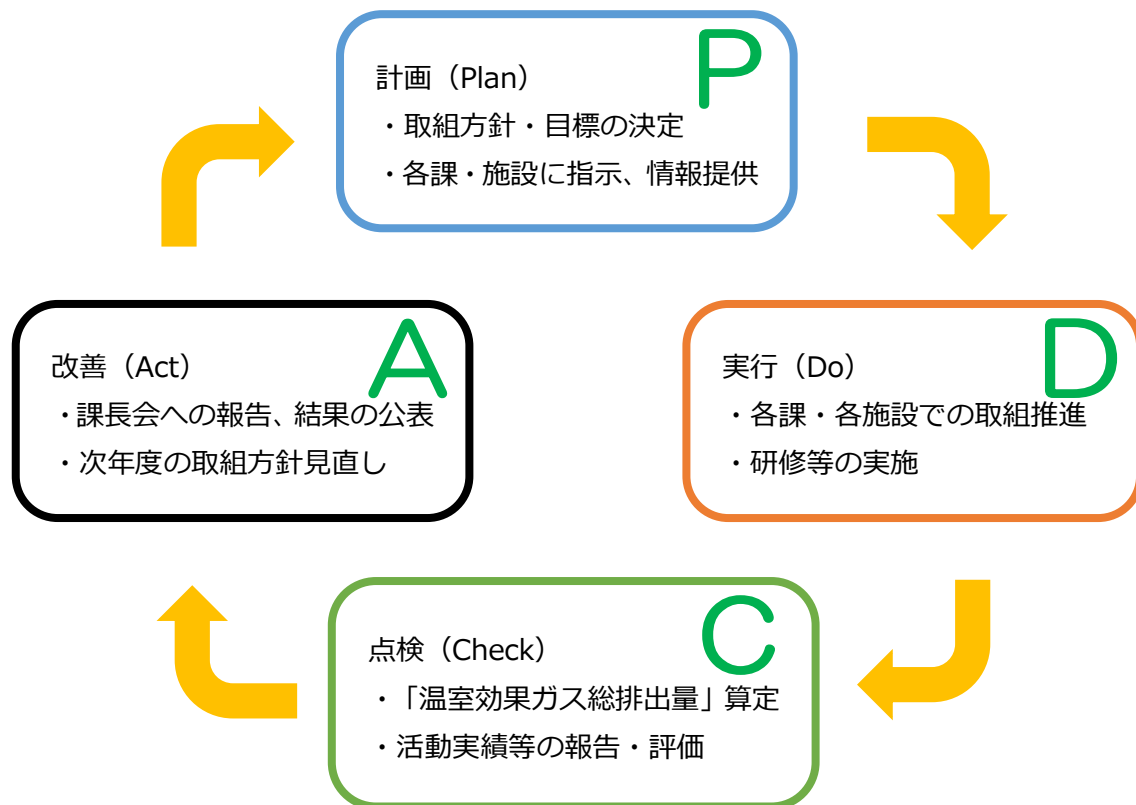 計画（Plan）
P
・取組方針・目標の決定
・各課・施設に指示、情報提供
改善（Act）
A
・課長会への報告、結果の公表
・次年度の取組方針見直し
実行（Do）
D
・各課・各施設での取組推進
・研修等の実施
点検（Check）
C
・「温室効果ガス総排出量」算定
・活動実績等の報告・評価